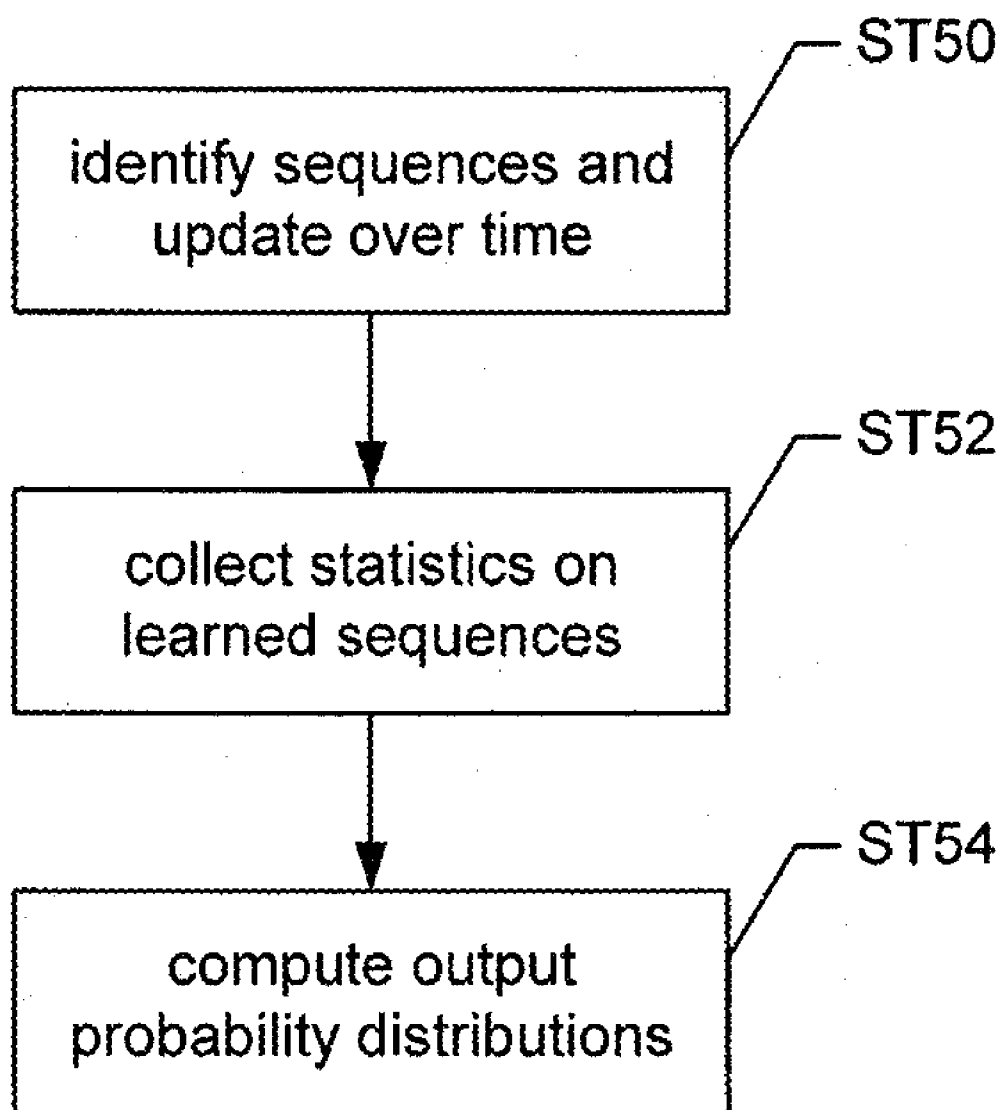 ST50
identify sequences and
update over time
ST52
collect statistics on
learned sequences
ST54
compute output
probability distributions